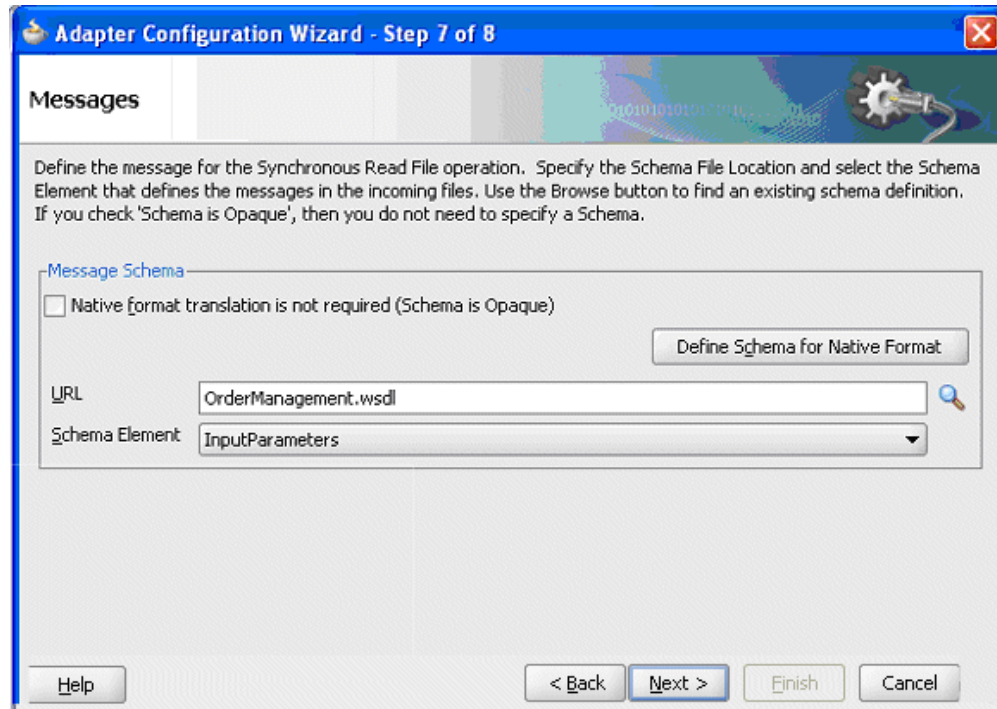 Adapter Configuration Wizard - Step 7 of 8
Messages
Define the message for the Synchronous Read File operation. Specify the Schema File Location and select the Schema
Element that defines the messages in the incoming files. Use the Browse button to find an existing schema definition.
If you check 'Schema is Opaque', then you do not need to specify a Schema.
Message Schema
Native format translation is not required (Schema is Opaque)
Define Schema for Native Format
URL OrderManagement.wsdl
Schema Element InputParameters
Help < Back Next > Finish Cancel